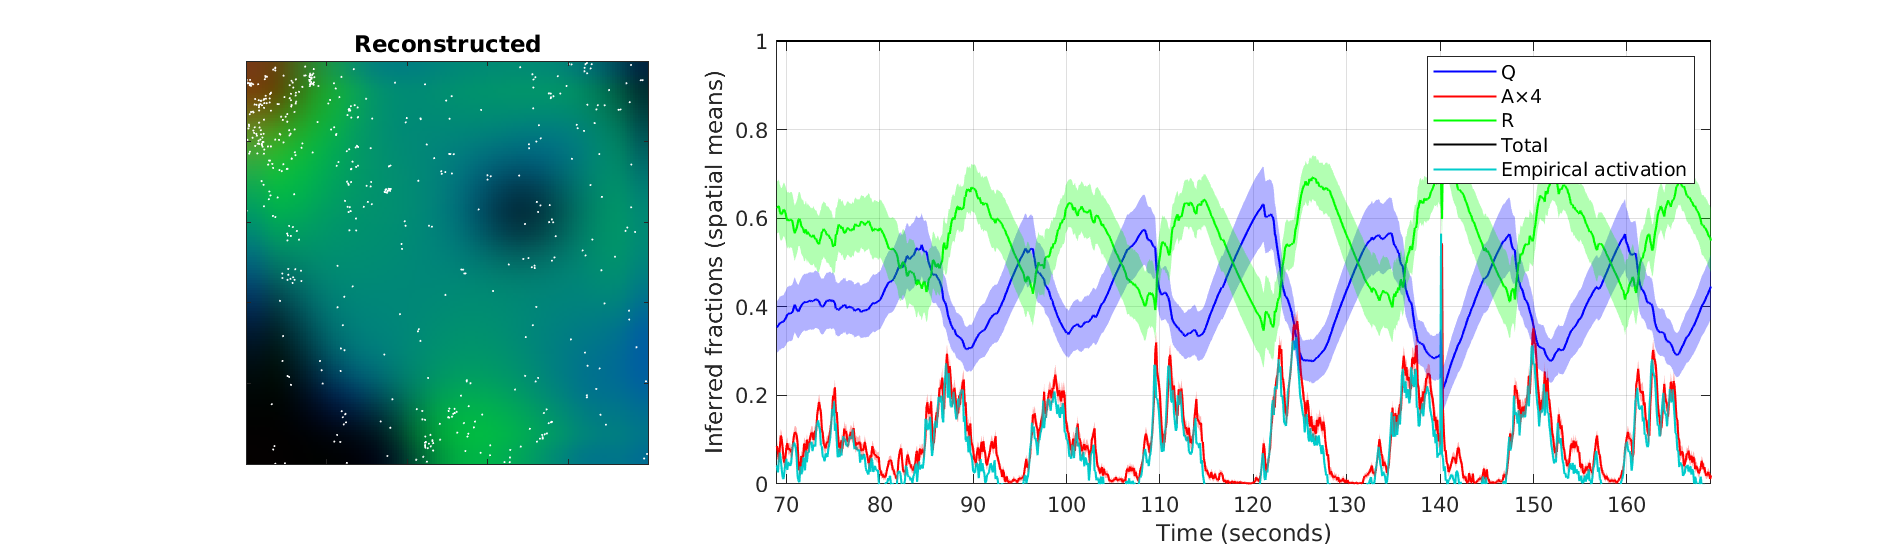 Reconstructed
Inferred fractions (spatial means)
1
0.8
0.6
0.4
0.2
0
70 80 90 100 110 120 130 140 150 160
Time (seconds)
Q
A×4
R
Total
Empirical activation